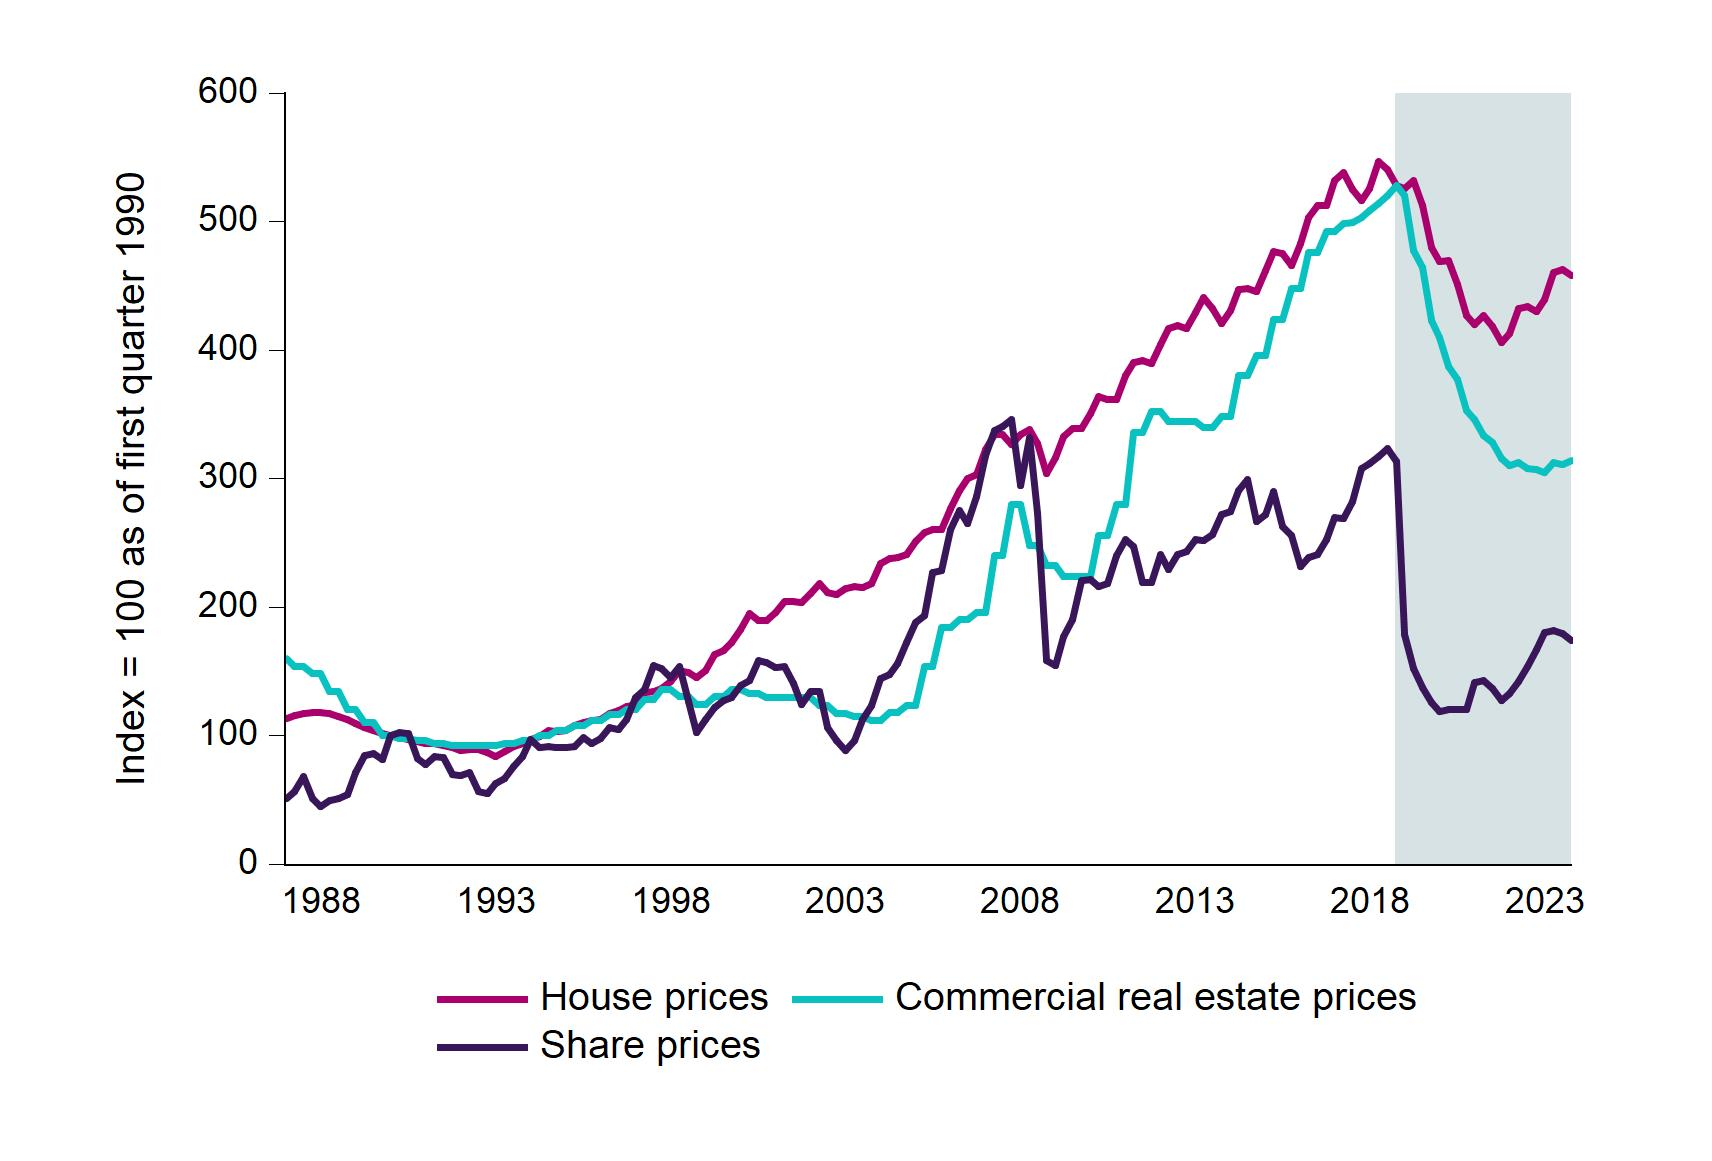 600
500
400
300
200
100
0
Index = 100 as of first quarter 1990
1988 1993 1998 2003 2008 2013 2018 2023
House prices Commercial real estate prices
Share prices